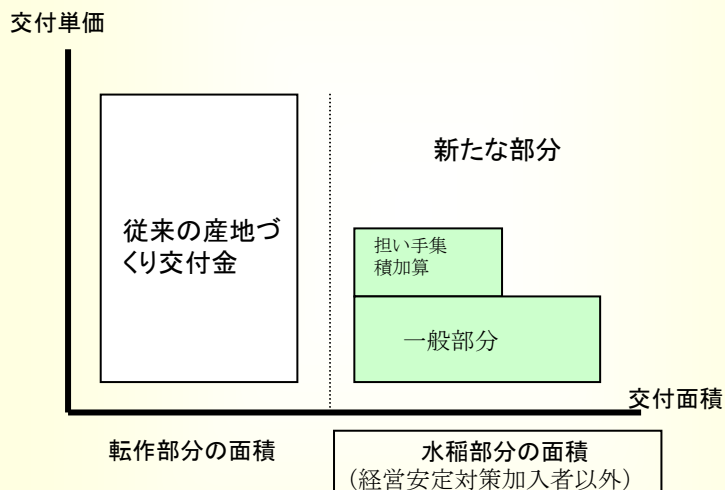 交付単価
新たな部分
従来の産地づ
くり交付金
担い手集
積加算
一般部分
交付面積
転作部分の面積
水稲部分の面積
（経営安定対策加入者以外）